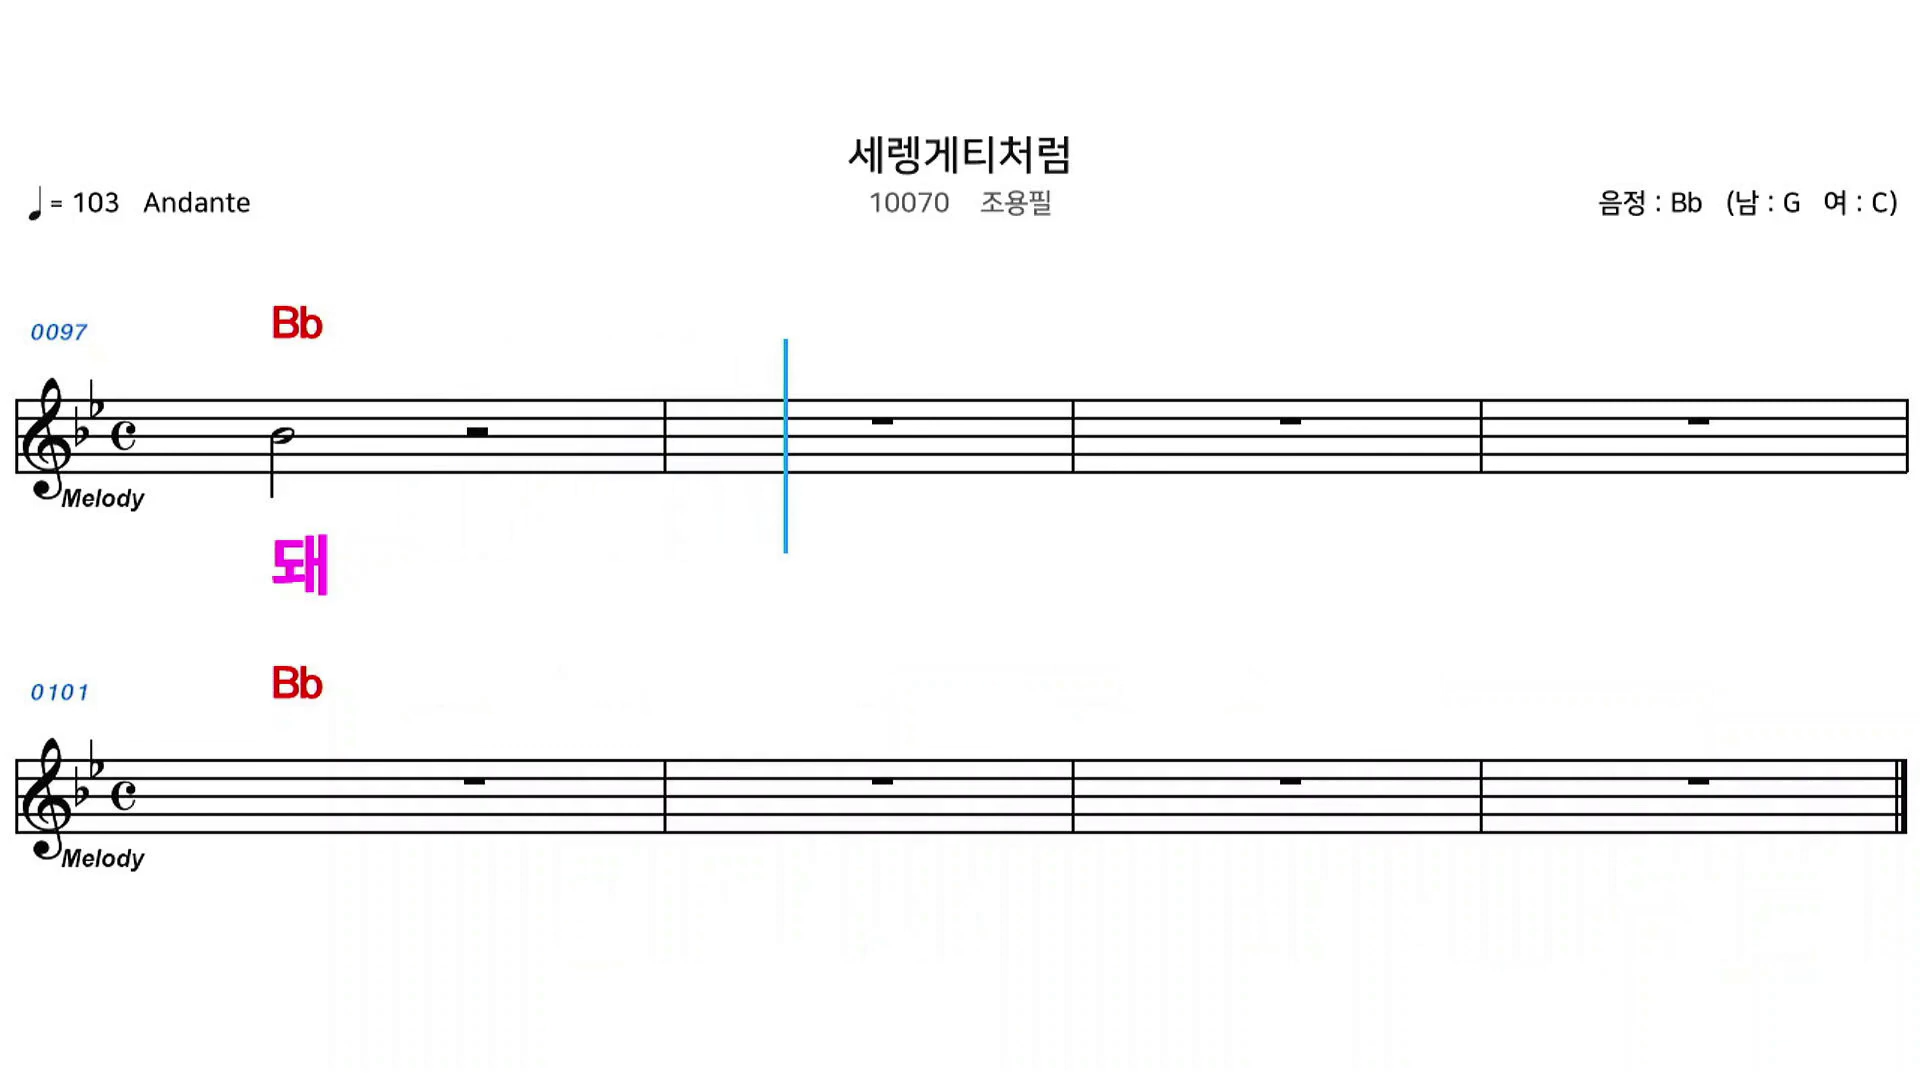 세렝게티처럼
= 103 Andante
10070 조용필
음정 : Bb (남 : G 여 : C)
0097
Bb
Melody
돼
0101
Bb
Melody